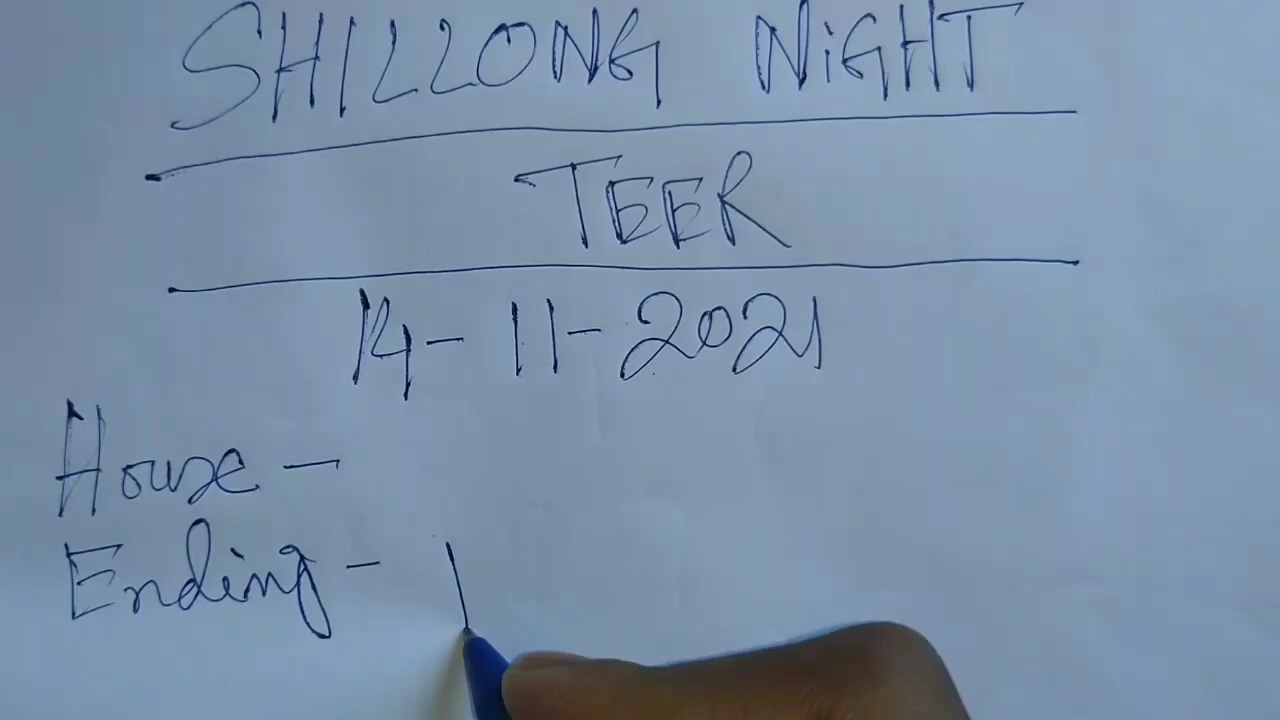 SHILLONG NiGHT
TEER
14-11-2021
House -
Ending -